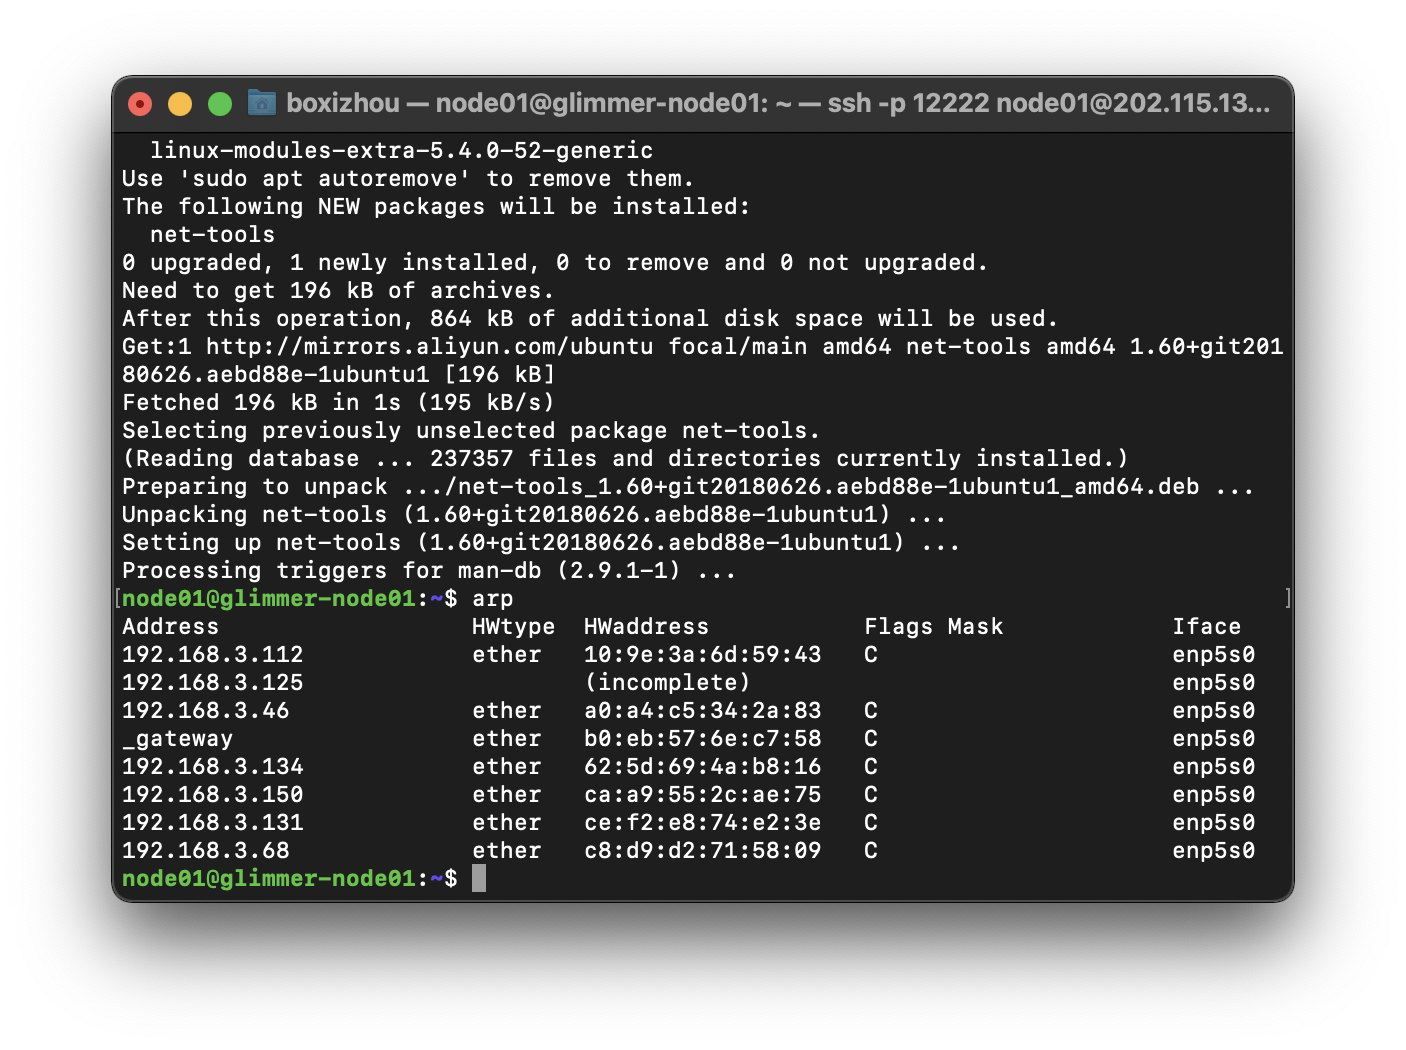 boxizhou — node01@glimmer-node01: ~ — ssh -p 12222 node01@202.115.13...
linux-modules-extra-5.4.0-52-generic
Use 'sudo apt autoremove' to remove them.
The following NEW packages will be installed:
net-tools
0 upgraded, 1 newly installed, 0 to remove and 0 not upgraded.
Need to get 196 kB of archives.
After this operation, 864 kB of additional disk space will be used.
Get:1 http://mirrors.aliyun.com/ubuntu focal/main amd64 net-tools amd64 1.60+git201
80626.aebd88e-1ubuntu1 [196 kB]
Fetched 196 kB in 1s (195 kB/s)
Selecting previously unselected package net-tools.
(Reading database ... 237357 files and directories currently installed.)
Preparing to unpack .../net-tools_1.60+git20180626.aebd88e-1ubuntu1_amd64.deb ...
Unpacking net-tools (1.60+git20180626.aebd88e-1ubuntu1) ...
Setting up net-tools (1.60+git20180626.aebd88e-1ubuntu1) ...
Processing triggers for man-db (2.9.1-1) ...
[node01@glimmer-node01:~$ arp ]
Address HWtype HWaddress Flags Mask Iface
192.168.3.112 ether 10:9e:3a:6d:59:43 C enp5s0
192.168.3.125 (incomplete) enp5s0
192.168.3.46 ether a0:a4:c5:34:2a:83 C enp5s0
_gateway ether b0:eb:57:6e:c7:58 C enp5s0
192.168.3.134 ether 62:5d:69:4a:b8:16 C enp5s0
192.168.3.150 ether ca:a9:55:2c:ae:75 C enp5s0
192.168.3.131 ether ce:f2:e8:74:e2:3e C enp5s0
192.168.3.68 ether c8:d9:d2:71:58:09 C enp5s0
node01@glimmer-node01:~$